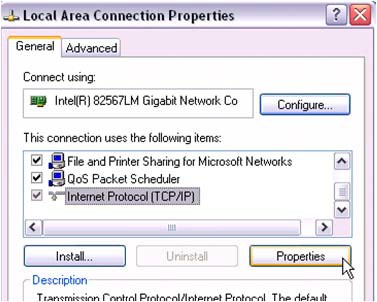 Local Area Connection Properties
General Advanced
Connect using:
Intel(R) 82567LM Gigabit Network Co
Configure...
This connection uses the following items:
File and Printer Sharing for Microsoft Networks
QoS Packet Scheduler
Internet Protocol (TCP/IP)
Install... Uninstall Properties
Description
Transmission Control Protocol/Internet Protocol. The default